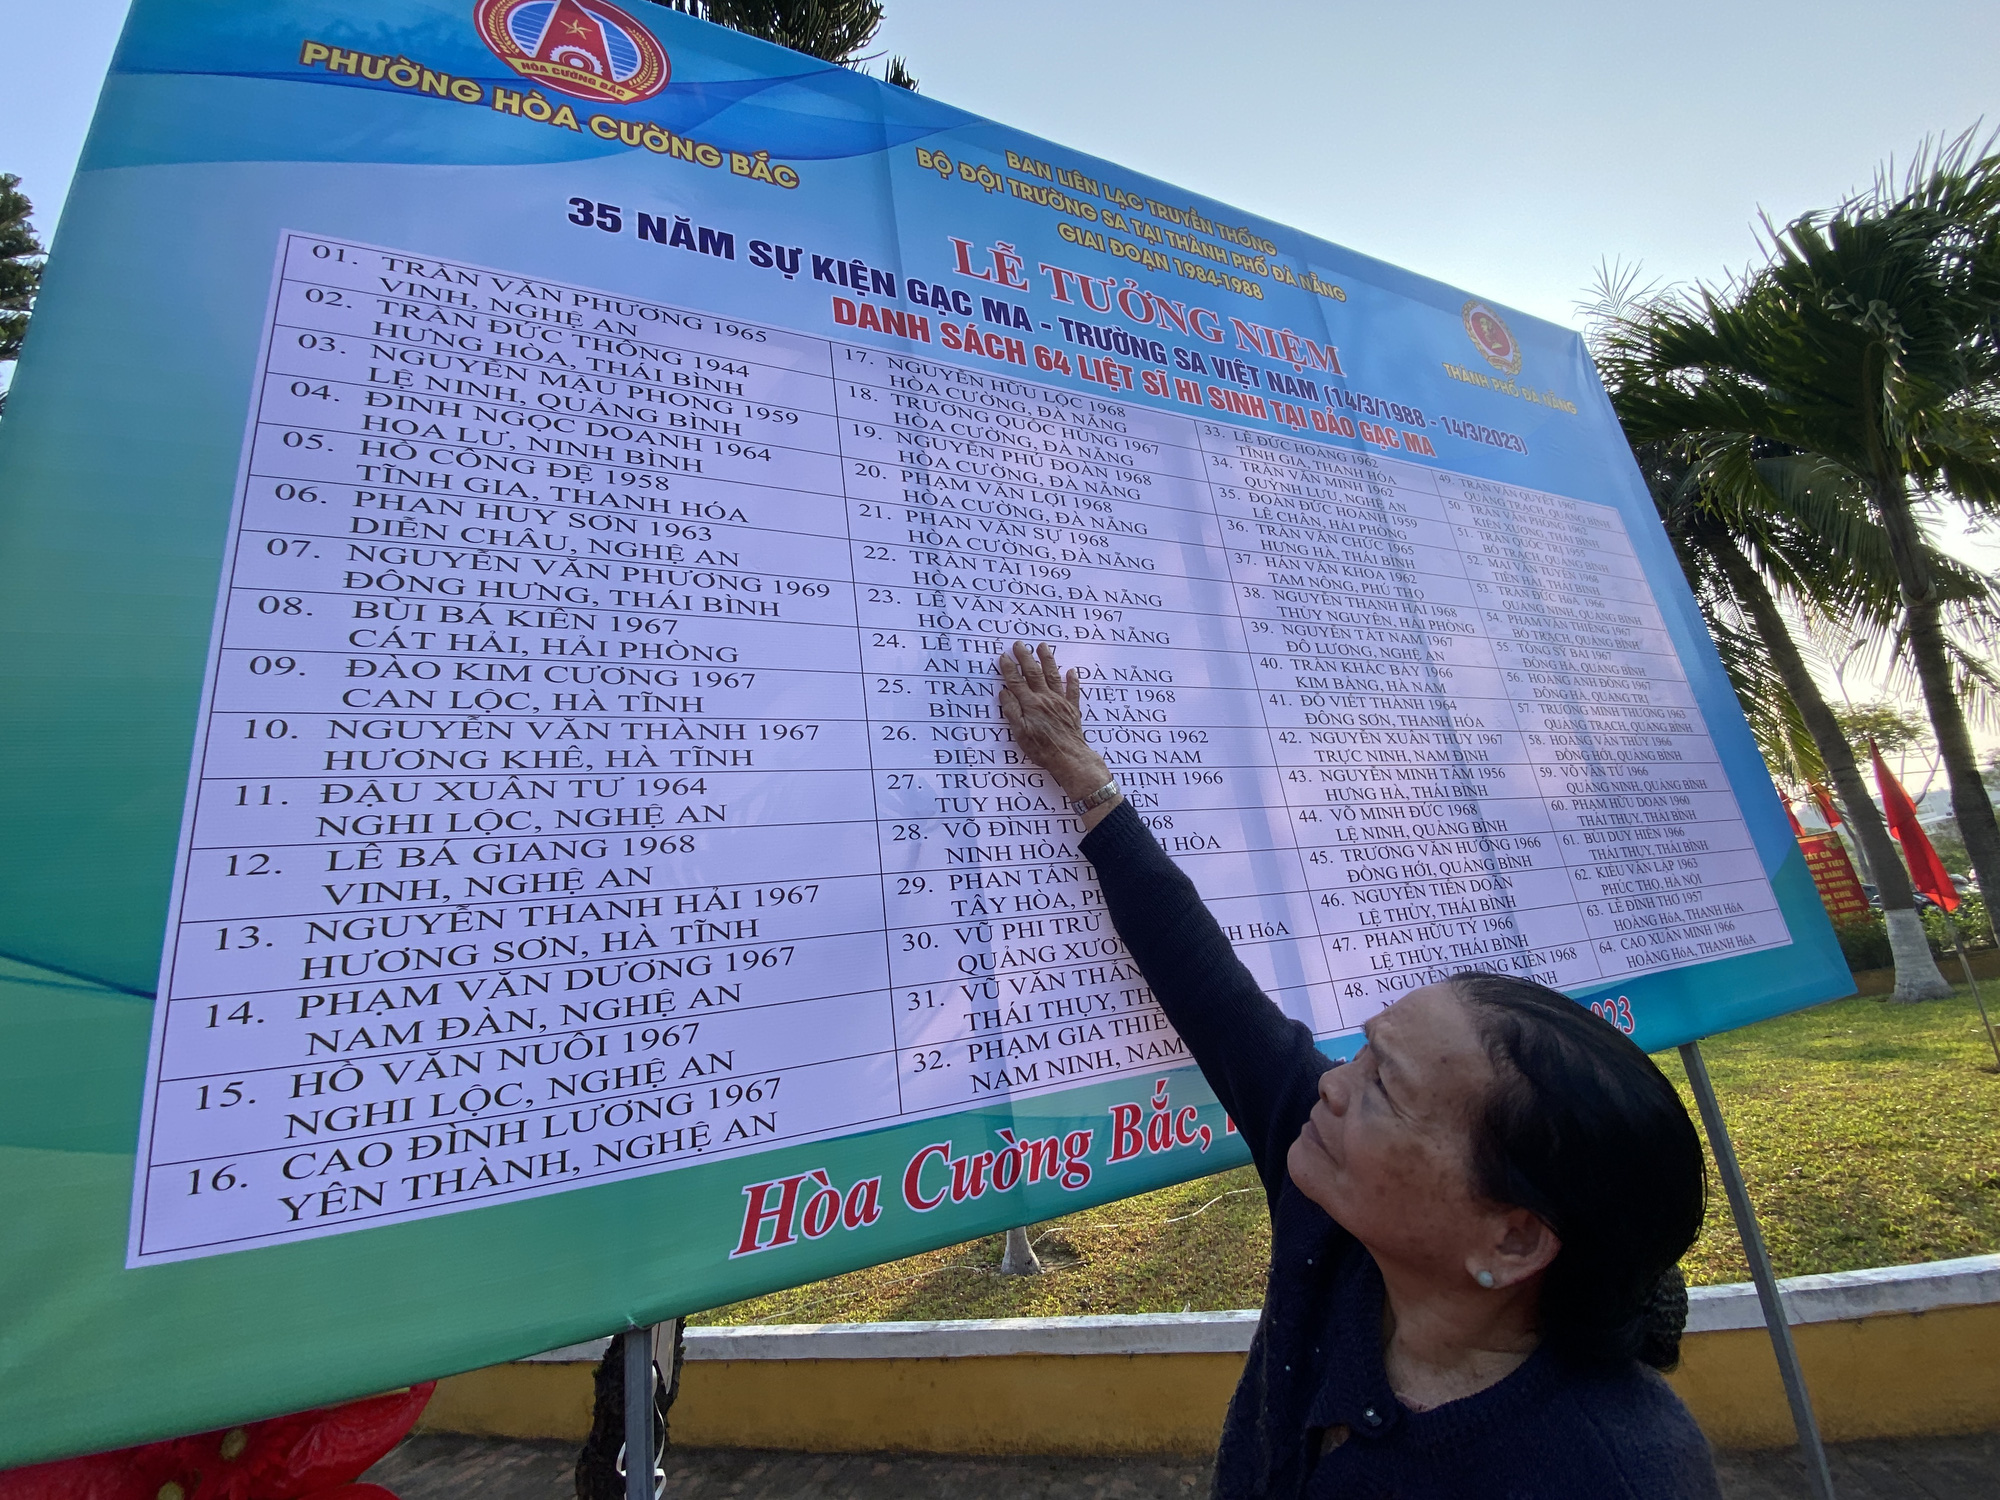 HÒA CƯỜNG BẮC
PHƯỜNG HÒA CƯỜNG BẮC
BAN LIÊN LẠC TRUYỀN THỐNG
BỘ ĐỘI TRƯỜNG SA TẠI THÀNH PHỐ ĐÀ NẴNG
GIAI ĐOẠN 1984-1988
THÀNH PHỐ ĐÀ NẴNG
LỄ TƯỞNG NIỆM
35 NĂM SỰ KIỆN GẠC MA - TRƯỜNG SA VIỆT NAM (14/3/1988 - 14/3/2023)
DANH SÁCH 64 LIỆT SĨ HI SINH TẠI ĐẢO GẠC MA
01. TRẦN VĂN PHƯƠNG 1965
VINH, NGHỆ AN
02. TRẦN ĐỨC THÔNG 1944
HƯNG HÒA, THÁI BÌNH
03. NGUYỄN MẬU PHONG 1959
LỆ NINH, QUẢNG BÌNH
04. ĐINH NGỌC DOANH 1964
HOA LƯ, NINH BÌNH
05. HỒ CÔNG ĐỆ 1958
TĨNH GIA, THANH HÓA
06. PHAN HUY SƠN 1963
DIỄN CHÂU, NGHỆ AN
07. NGUYỄN VĂN PHƯƠNG 1969
ĐÔNG HƯNG, THÁI BÌNH
08. BÙI BÁ KIÊN 1967
CÁT HẢI, HẢI PHÒNG
09. ĐÀO KIM CƯƠNG 1967
CAN LỘC, HÀ TĨNH
10. NGUYỄN VĂN THÀNH 1967
HƯƠNG KHÊ, HÀ TĨNH
11. ĐẬU XUÂN TƯ 1964
NGHI LỘC, NGHỆ AN
12. LÊ BÁ GIANG 1968
VINH, NGHỆ AN
13. NGUYỄN THANH HẢI 1967
HƯƠNG SƠN, HÀ TĨNH
14. PHẠM VĂN DƯƠNG 1967
NAM ĐÀN, NGHỆ AN
15. HỒ VĂN NUÔI 1967
NGHI LỘC, NGHỆ AN
16. CAO ĐÌNH LƯƠNG 1967
YÊN THÀNH, NGHỆ AN
17. NGUYỄN HỮU LỘC 1968
HÒA CƯỜNG, ĐÀ NẴNG
18. TRƯƠNG QUỐC HÙNG 1967
HÒA CƯỜNG, ĐÀ NẴNG
19. NGUYỄN PHÚ ĐOÀN 1968
HÒA CƯỜNG, ĐÀ NẴNG
20. PHẠM VĂN LỢI 1968
HÒA CƯỜNG, ĐÀ NẴNG
21. PHAN VĂN SỰ 1968
HÒA CƯỜNG, ĐÀ NẴNG
22. TRẦN TÀI 1969
HÒA CƯỜNG, ĐÀ NẴNG
23. LÊ VĂN XANH 1967
HÒA CƯỜNG, ĐÀ NẴNG
24. LÊ THẾ
AN ĐÀ NẴNG
25. TRẦN VIỆT 1968
BÌNH ĐÀ NẴNG
26. CƯỜNG 1962
ĐIỆN NAM
27. TRƯƠNG THỊNH 1966
TUY HÒA,
28. VÕ ĐÌNH
NINH HÒA, HÒA
29. PHAN TẤN
TÂY HÒA,
30. VŨ PHI TRỪ
QUẢNG HÓA
31. VŨ VĂN
THÁI THỤY,
32. PHẠM GIA
NAM NINH, NAM
33. LÊ ĐỨC HOÀNG 1962
TĨNH GIA, THANH HÓA
34. TRẦN VĂN MINH 1962
QUỲNH LƯU, NGHỆ AN
35. ĐOÀN ĐỨC HOANH 1959
LÊ CHÂN, HẢI PHÒNG
36. TRẦN VĂN CHỨC 1965
HƯNG HÀ, THÁI BÌNH
37. HÁN VĂN KHOA 1962
TAM NÔNG, PHÚ THỌ
38. NGUYỄN THANH HẢI 1968
THỦY NGUYÊN, HẢI PHÒNG
39. NGUYỄN TẤT NAM 1967
ĐÔ LƯƠNG, NGHỆ AN
40. TRẦN KHẮC BẢY 1966
KIM BẢNG, HÀ NAM
41. ĐỖ VIẾT THÀNH 1964
ĐÔNG SƠN, THANH HÓA
42. NGUYỄN XUÂN THỦY 1967
TRỰC NINH, NAM ĐỊNH
43. NGUYỄN MINH TÂM 1956
HƯNG HÀ, THÁI BÌNH
44. VÕ MINH ĐỨC 1968
LỆ NINH, QUẢNG BÌNH
45. TRƯƠNG VĂN HƯỚNG 1966
ĐỒNG HỚI, QUẢNG BÌNH
46. NGUYỄN TIẾN DOÃN
LỆ THỦY, THÁI BÌNH
47. PHAN HỮU TÝ 1966
LỆ THỦY, THÁI BÌNH
48. NGUYỄN TRUNG KIÊN 1968
49. TRẦN VĂN QUYẾT 1967
QUẢNG TRẠCH, QUẢNG BÌNH
50. TRẦN VĂN PHÒNG 1962
KIẾN XƯƠNG, THÁI BÌNH
51. TRẦN QUỐC TRỊ 1955
BỐ TRẠCH, QUẢNG BÌNH
52. MAI VĂN TUYẾN 1968
TIỀN HẢI, THÁI BÌNH
53. TRẦN ĐỨC HÓA 1966
QUẢNG NINH, QUẢNG BÌNH
54. PHẠM VĂN THIỀNG 1967
BỐ TRẠCH, QUẢNG BÌNH
55. TỐNG SỸ BÁI 1967
ĐÔNG HÀ, QUẢNG BÌNH
56. HOÀNG ANH ĐÔNG 1967
ĐÔNG HÀ, QUẢNG TRỊ
57. TRƯƠNG MINH THƯƠNG 1963
QUẢNG TRẠCH, QUẢNG BÌNH
58. HOÀNG VĂN THÚY 1966
ĐỒNG HỚI, QUẢNG BÌNH
59. VÕ VĂN TỨ 1966
QUẢNG NINH, QUẢNG BÌNH
60. PHẠM HỮU DOAN 1960
THÁI THỤY, THÁI BÌNH
61. BÙI DUY HIỂN 1966
THÁI THỤY, THÁI BÌNH
62. KIỀU VĂN LẬP 1963
PHÚC THỌ, HÀ NỘI
63. LÊ ĐÌNH THƠ 1957
HOẰNG HÓA, THANH HÓA
64. CAO XUÂN MINH 1966
HOẰNG HÓA, THANH HÓA
Hòa Cường Bắc,